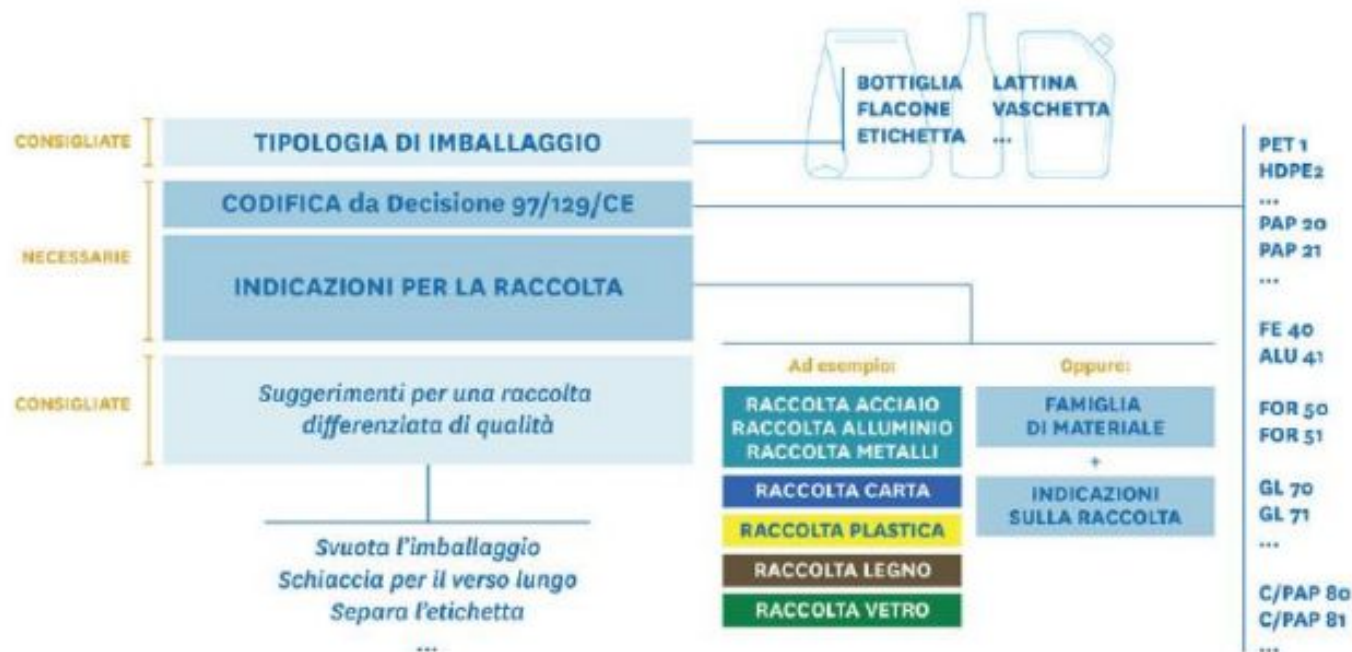 BOTTIGLIA LATTINA
FLACONE VASCHETTA
ETICHETTA ...
CONSIGLIATE
TIPOLOGIA DI IMBALLAGGIO
NECESSARIE
CODIFICA da Decisione 97/129/CE
INDICAZIONI PER LA RACCOLTA
CONSIGLIATE
Suggerimenti per una raccolta
differenziata di qualità
Svuota l'imballaggio
Schiaccia per il verso lungo
Separa l'etichetta
...
Ad esempio:
RACCOLTA ACCIAIO
RACCOLTA ALLUMINIO
RACCOLTA METALLI
RACCOLTA CARTA
RACCOLTA PLASTICA
RACCOLTA LEGNO
RACCOLTA VETRO
Oppure:
FAMIGLIA
DI MATERIALE
+
INDICAZIONI
SULLA RACCOLTA
PET 1
HDPE2
...
PAP 20
PAP 21
...
FE 40
ALU 41
FOR 50
FOR 51
GL 70
GL 71
...
C/PAP 80
C/PAP 81
...